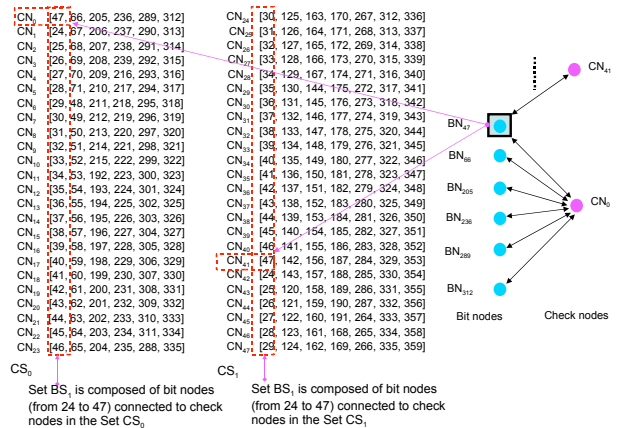 CN₀ [47, 66, 205, 236, 289, 312]
CN₁ [24, 67, 206, 237, 290, 313]
CN₂ [25, 68, 207, 238, 291, 314]
CN₃ [26, 69, 208, 239, 292, 315]
CN₄ [27, 70, 209, 216, 293, 316]
CN₅ [28, 71, 210, 217, 294, 317]
CN₆ [29, 48, 211, 218, 295, 318]
CN₇ [30, 49, 212, 219, 296, 319]
CN₈ [31, 50, 213, 220, 297, 320]
CN₉ [32, 51, 214, 221, 298, 321]
CN₁₀ [33, 52, 215, 222, 299, 322]
CN₁₁ [34, 53, 192, 223, 300, 323]
CN₁₂ [35, 54, 193, 224, 301, 324]
CN₁₃ [36, 55, 194, 225, 302, 325]
CN₁₄ [37, 56, 195, 226, 303, 326]
CN₁₅ [38, 57, 196, 227, 304, 327]
CN₁₆ [39, 58, 197, 228, 305, 328]
CN₁₇ [40, 59, 198, 229, 306, 329]
CN₁₈ [41, 60, 199, 230, 307, 330]
CN₁₉ [42, 61, 200, 231, 308, 331]
CN₂₀ [43, 62, 201, 232, 309, 332]
CN₂₁ [44, 63, 202, 233, 310, 333]
CN₂₂ [45, 64, 203, 234, 311, 334]
CN₂₃ [46, 65, 204, 235, 288, 335]
CS₀
Set BS₁ is composed of bit nodes
(from 24 to 47) connected to check
nodes in the Set CS₀
CN₂₄ [30, 125, 163, 170, 267, 312, 336]
CN₂₅ [31, 126, 164, 171, 268, 313, 337]
CN₂₆ [32, 127, 165, 172, 269, 314, 338]
CN₂₇ [33, 128, 166, 173, 270, 315, 339]
CN₂₈ [34, 129, 167, 174, 271, 316, 340]
CN₂₉ [35, 130, 144, 175, 272, 317, 341]
CN₃₀ [36, 131, 145, 176, 273, 318, 342]
CN₃₁ [37, 132, 146, 177, 274, 319, 343]
CN₃₂ [38, 133, 147, 178, 275, 320, 344]
CN₃₃ [39, 134, 148, 179, 276, 321, 345]
CN₃₄ [40, 135, 149, 180, 277, 322, 346]
CN₃₅ [41, 136, 150, 181, 278, 323, 347]
CN₃₆ [42, 137, 151, 182, 279, 324, 348]
CN₃₇ [43, 138, 152, 183, 280, 325, 349]
CN₃₈ [44, 139, 153, 184, 281, 326, 350]
CN₃₉ [45, 140, 154, 185, 282, 327, 351]
CN₄₀ [46, 141, 155, 186, 283, 328, 352]
CN₄₁ [47, 142, 156, 187, 284, 329, 353]
CN₄₂ [24, 143, 157, 188, 285, 330, 354]
CN₄₃ [25, 120, 158, 189, 286, 331, 355]
CN₄₄ [26, 121, 159, 190, 287, 332, 356]
CN₄₅ [27, 122, 160, 191, 264, 333, 357]
CN₄₆ [28, 123, 161, 168, 265, 334, 358]
CN₄₇ [29, 124, 162, 169, 266, 335, 359]
CS₁
Set BS₁ is composed of bit nodes
(from 24 to 47) connected to check
nodes in the Set CS₁
CN₄₁
BN₄₇
BN₆₆
BN₂₀₅
CN₀
BN₂₃₆
BN₂₈₉
BN₃₁₂
Bit nodes
Check nodes